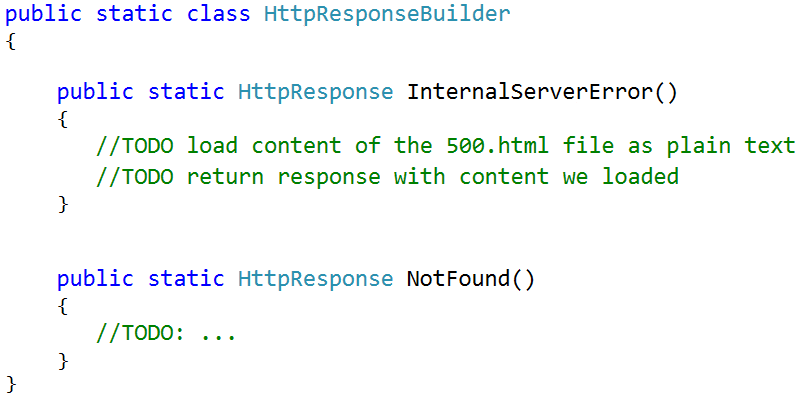 public static class HttpResponseBuilder
{
public static HttpResponse InternalServerError()
{
//TODO load content of the 500.html file as plain text
//TODO return response with content we loaded
}
public static HttpResponse NotFound()
{
//TODO: ...
}
}